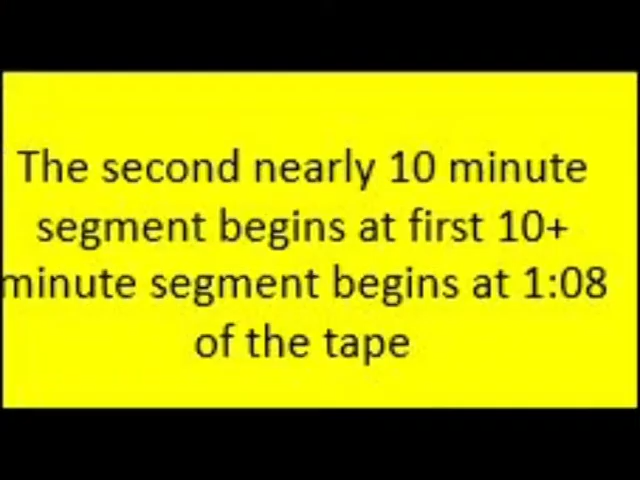 The second nearly 10 minute
segment begins at first 10+
minute segment begins at 1:08
of the tape